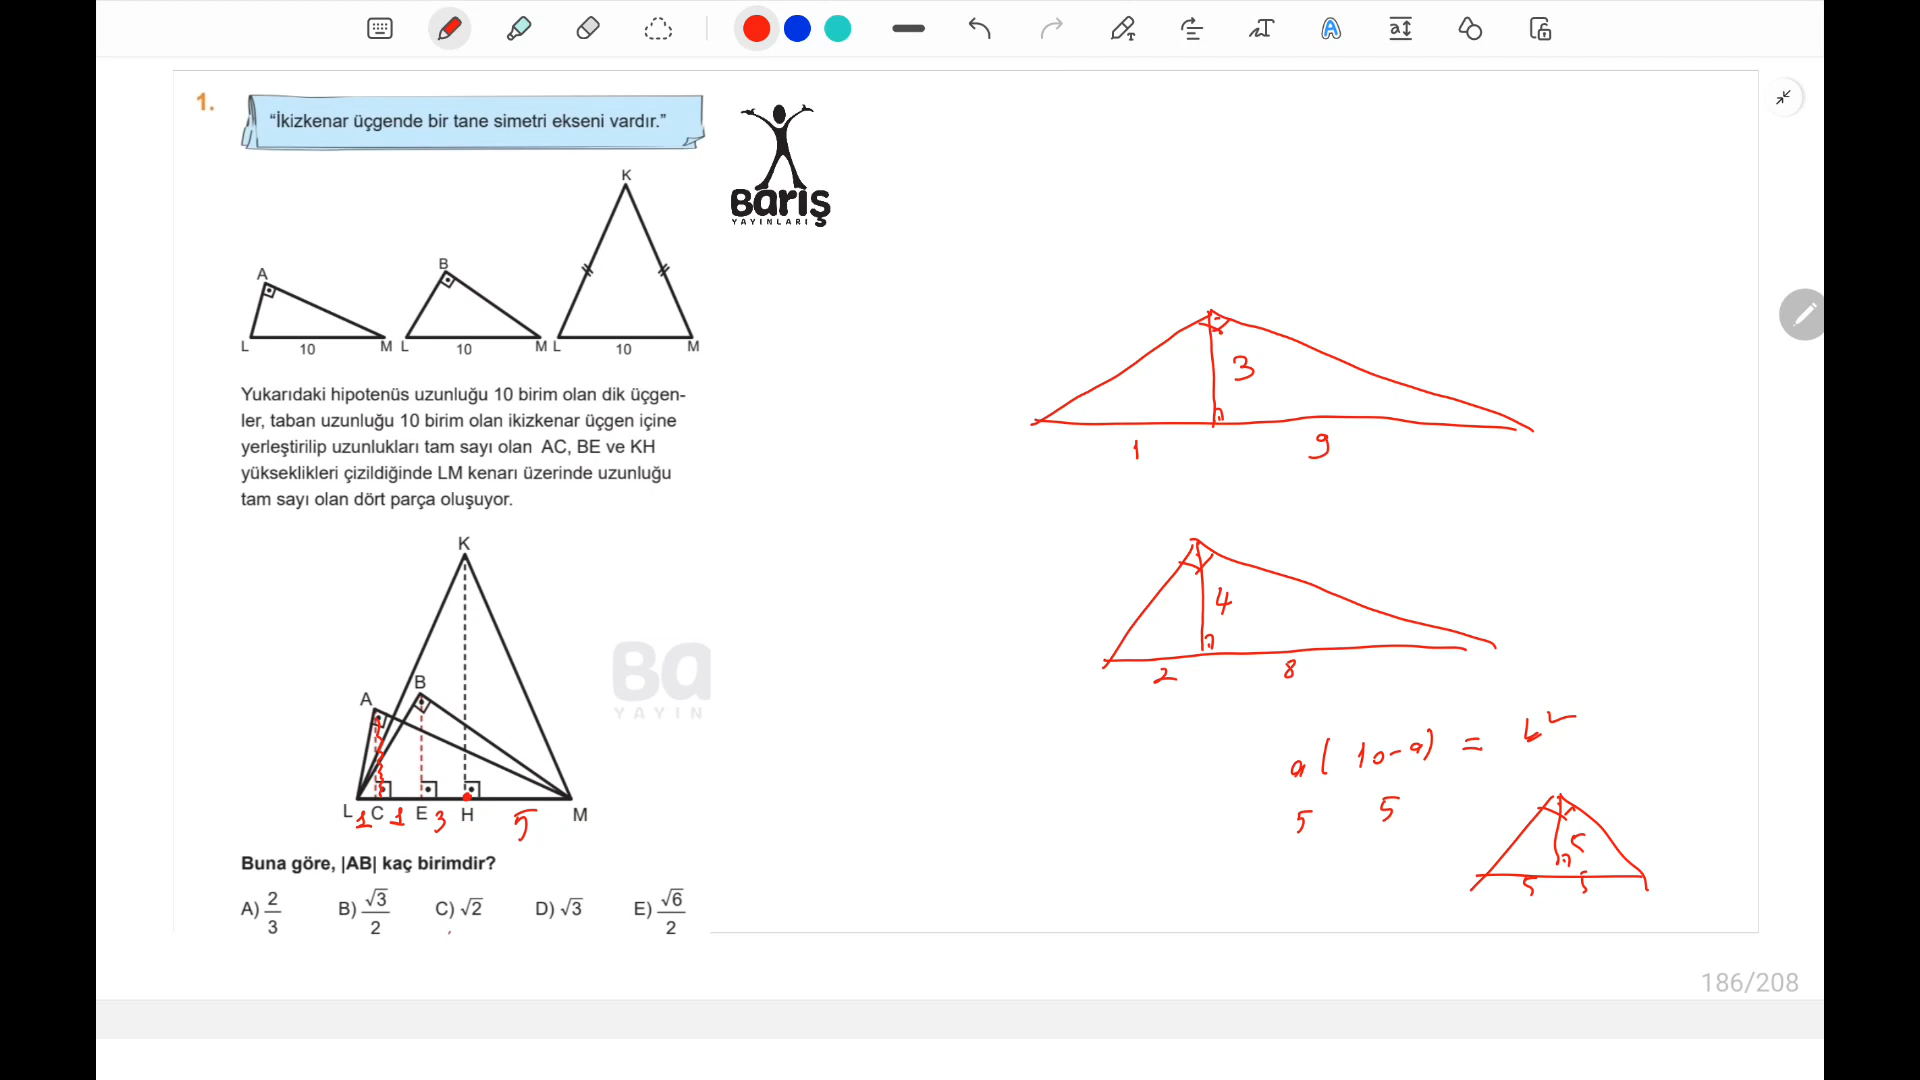 1.
“İkizkenar üçgende bir tane simetri ekseni vardır.”
Barış
YAYINLARI
K
A
B
L 10 M L 10 M L 10 M
Yukarıdaki hipotenüs uzunluğu 10 birim olan dik üçgen-
ler, taban uzunluğu 10 birim olan ikizkenar üçgen içine
yerleştirilip uzunlukları tam sayı olan AC, BE ve KH
yükseklikleri çizildiğinde LM kenarı üzerinde uzunluğu
tam sayı olan dört parça oluşuyor.
K
A
B
L 1 C 1 E 3 H 5 M
Ba
YAYIN
Buna göre, |AB| kaç birimdir?
A) 2/3 B) √3/2 C) √2 D) √3 E) √6/2
3
1 9
4
2 8
a(10-a) =
5 5
5
5 5
186/208